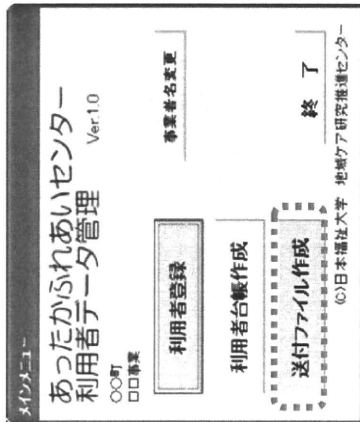 メインメニュー
あったかふれあいセンター
利用者データ管理 Ver.1.0
○○町
□□事業
利用者登録
事業者名変更
利用者台帳作成
送付ファイル作成
終 了
(C)日本福祉大学 地域ケア研究推進センター